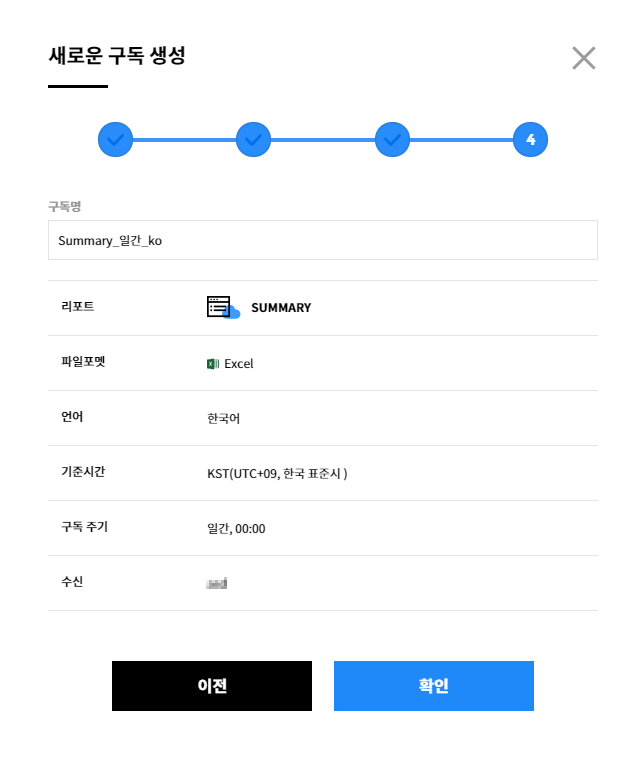 새로운 구독 생성
4
구독명
Summary_일간_ko
리포트 SUMMARY
파일포멧 Excel
언어 한국어
기준시간 KST(UTC+09, 한국 표준시 )
구독 주기 일간, 00:00
수신
이전 확인